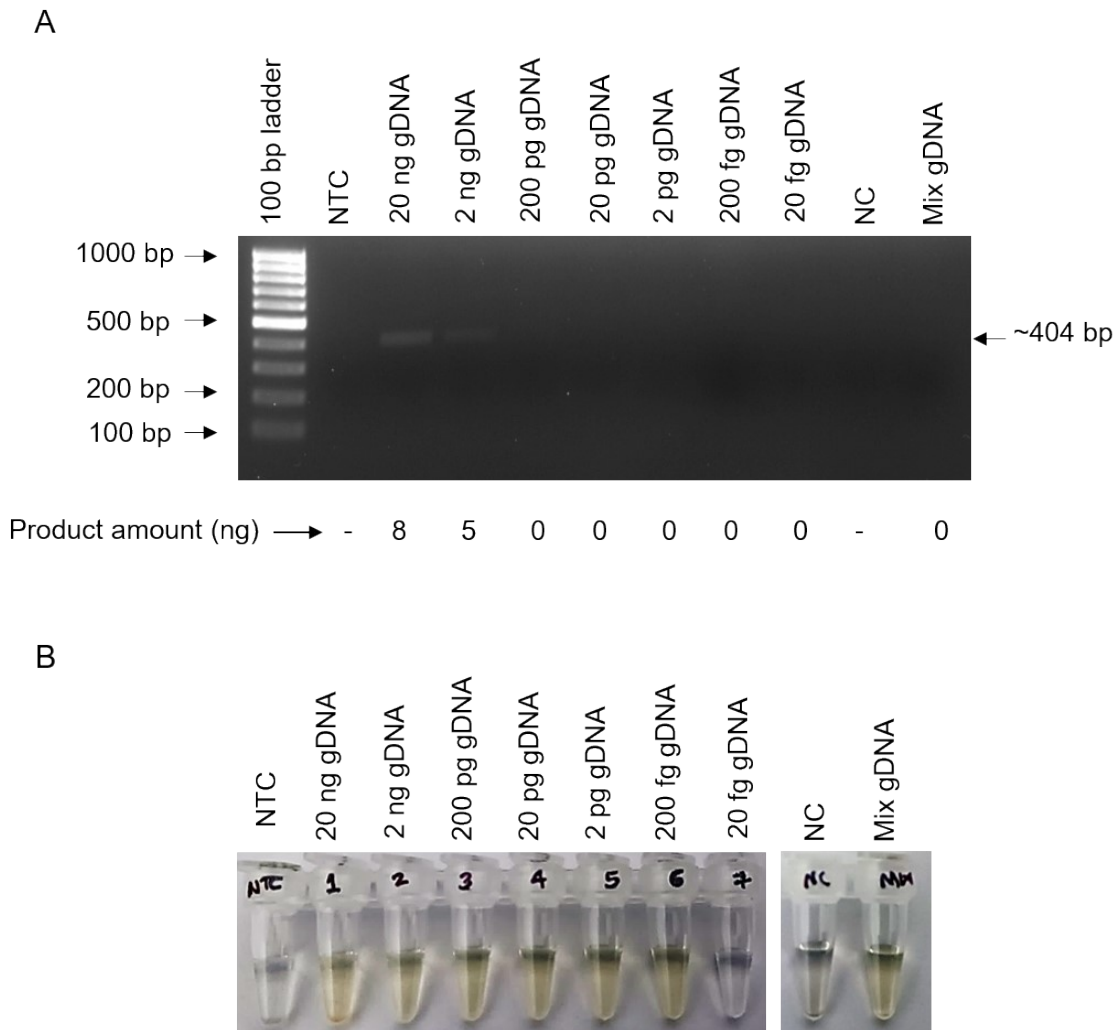 A
100 bp ladder
NTC
20 ng gDNA
2 ng gDNA
200 pg gDNA
20 pg gDNA
2 pg gDNA
200 fg gDNA
20 fg gDNA
NC
Mix gDNA
1000 bp
500 bp
200 bp
100 bp
~404 bp
Product amount (ng) - 8 5 0 0 0 0 0 - 0
B
NTC
20 ng gDNA
2 ng gDNA
200 pg gDNA
20 pg gDNA
2 pg gDNA
200 fg gDNA
20 fg gDNA
NC
Mix gDNA
NTC 1 2 3 4 5 6 7 NC Mix